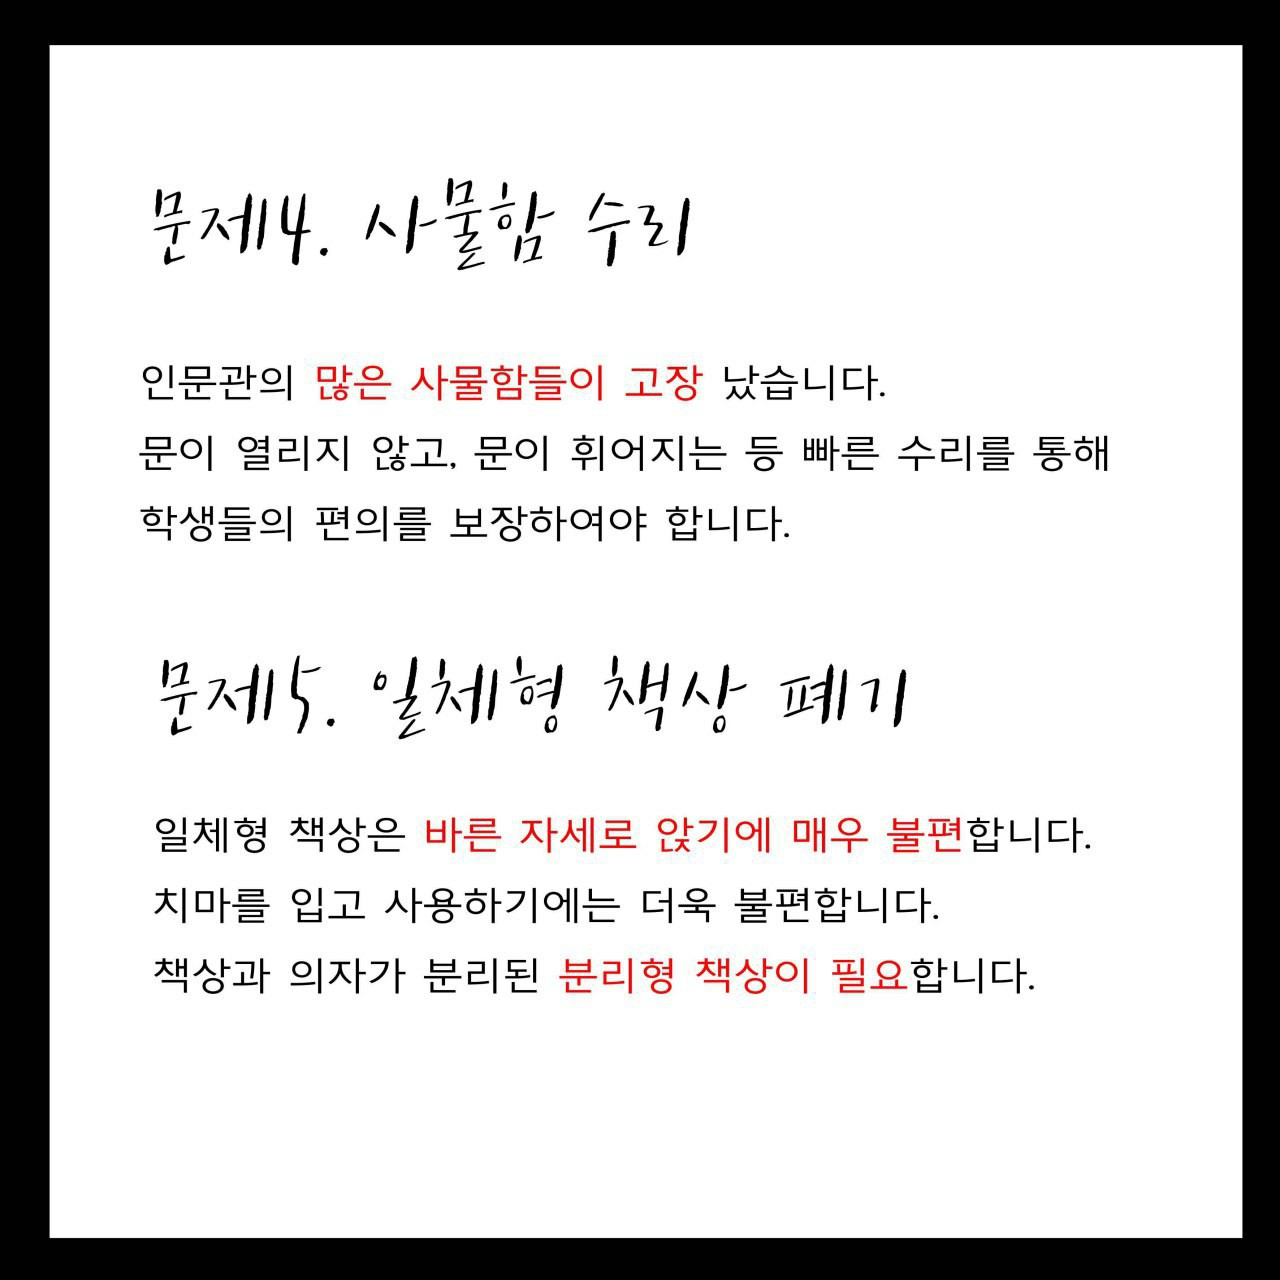 문제4. 사물함 수리
인문관의 많은 사물함들이 고장 났습니다.
문이 열리지 않고, 문이 휘어지는 등 빠른 수리를 통해
학생들의 편의를 보장하여야 합니다.
문제5. 일체형 책상 폐기
일체형 책상은 바른 자세로 앉기에 매우 불편합니다.
치마를 입고 사용하기에는 더욱 불편합니다.
책상과 의자가 분리된 분리형 책상이 필요합니다.